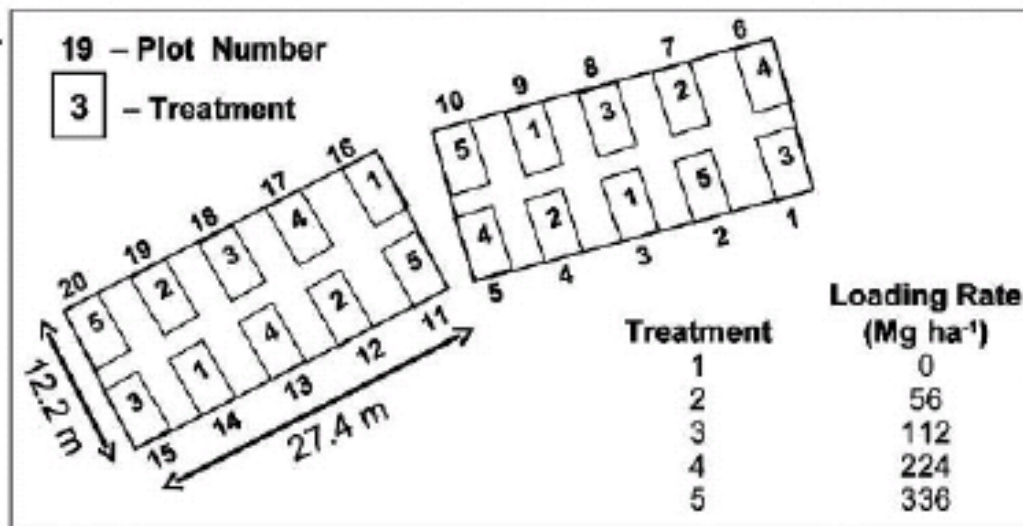 19 – Plot Number
3 – Treatment
10 9 8 7 6
5 1 3 2 4
4 2 1 5 3
5 4 3 2 1
20 19 18 17 16
5 2 3 4 1
3 1 4 2 5
15 14 13 12 11
12.2 m
27.4 m
Treatment Loading Rate (Mg ha⁻¹)
1 0
2 56
3 112
4 224
5 336